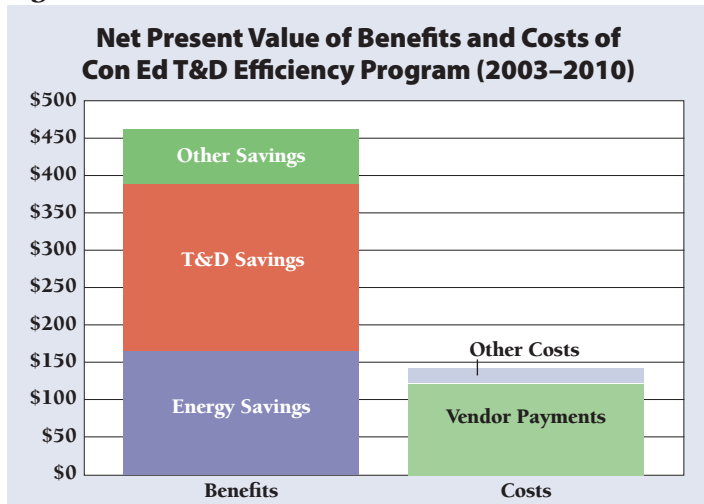 Net Present Value of Benefits and Costs of
Con Ed T&D Efficiency Program (2003–2010)
$500
$450
$400
$350
$300
$250
$200
$150
$100
$50
$0
Other Savings
T&D Savings
Energy Savings
Other Costs
Vendor Payments
Benefits
Costs